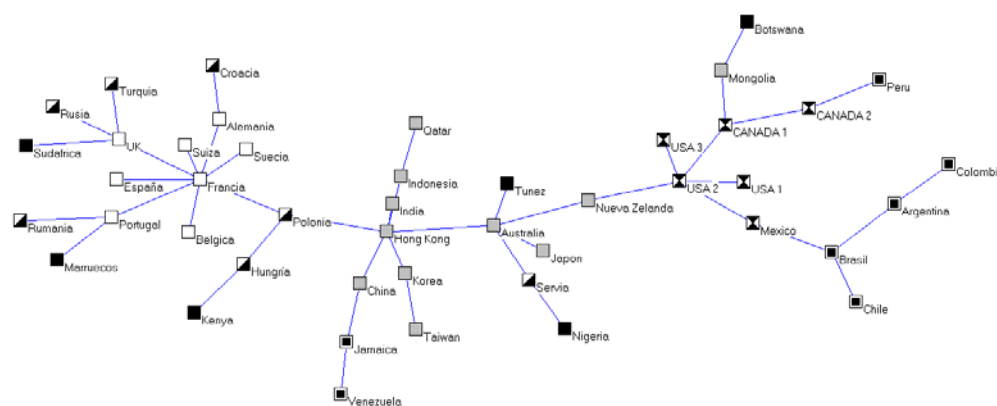 Botswana
Croacia
Mongolia
Turquia
Peru
Rusia
Qatar
Alemania
CANADA 2
CANADA 1
Sudafrica
UK
USA 3
Suiza
Suecia
Colombi
Indonesia
España
Francia
Tunez
USA 2
USA 1
Nueva Zelanda
India
Argentina
Rumania
Portugal
Polonia
Mexico
Belgica
Hong Kong
Australia
Japon
Brasil
Marruecos
Hungría
China
Korea
Servia
Chile
Kenya
Taiwan
Nigeria
Jamaica
Venezuela